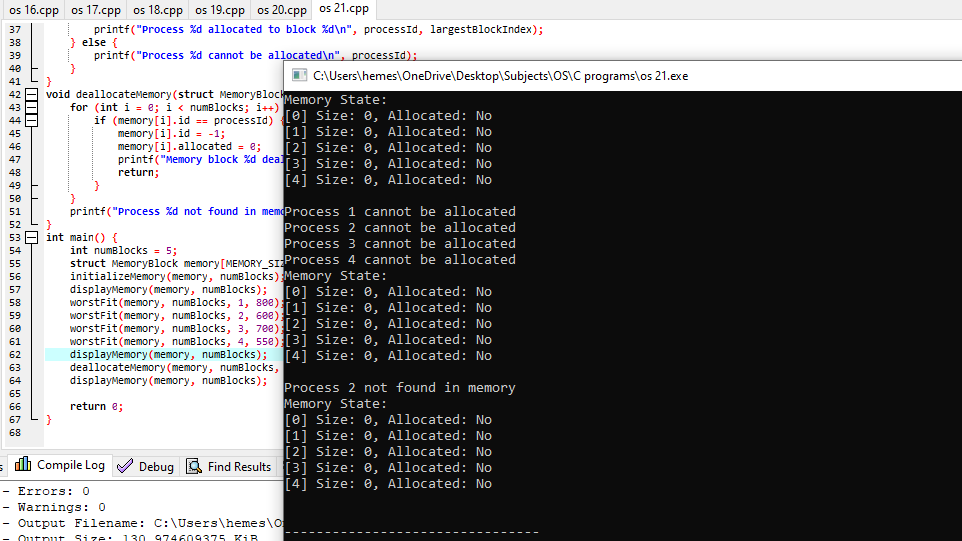 os 16.cpp os 17.cpp os 18.cpp os 19.cpp os 20.cpp os 21.cpp
37 printf("Process %d allocated to block %d\n", processId, largestBlockIndex);
38 } else {
39 printf("Process %d cannot be allocated\n", processId);
40 }
41 }
42 void deallocateMemory(struct MemoryBlock
43 for (int i = 0; i < numBlocks; i++)
44 if (memory[i].id == processId) {
45 memory[i].id = -1;
46 memory[i].allocated = 0;
47 printf("Memory block %d deal
48 return;
49 }
50 }
51 printf("Process %d not found in memo
52 }
53 int main() {
54 int numBlocks = 5;
55 struct MemoryBlock memory[MEMORY_SIZ
56 initializeMemory(memory, numBlocks);
57 displayMemory(memory, numBlocks);
58 worstFit(memory, numBlocks, 1, 800);
59 worstFit(memory, numBlocks, 2, 600);
60 worstFit(memory, numBlocks, 3, 700);
61 worstFit(memory, numBlocks, 4, 550);
62 displayMemory(memory, numBlocks);
63 deallocateMemory(memory, numBlocks,
64 displayMemory(memory, numBlocks);
65
66 return 0;
67 }
68
C:\Users\hemes\OneDrive\Desktop\Subjects\OS\C programs\os 21.exe
Memory State:
[0] Size: 0, Allocated: No
[1] Size: 0, Allocated: No
[2] Size: 0, Allocated: No
[3] Size: 0, Allocated: No
[4] Size: 0, Allocated: No
Process 1 cannot be allocated
Process 2 cannot be allocated
Process 3 cannot be allocated
Process 4 cannot be allocated
Memory State:
[0] Size: 0, Allocated: No
[1] Size: 0, Allocated: No
[2] Size: 0, Allocated: No
[3] Size: 0, Allocated: No
[4] Size: 0, Allocated: No
Process 2 not found in memory
Memory State:
[0] Size: 0, Allocated: No
[1] Size: 0, Allocated: No
[2] Size: 0, Allocated: No
[3] Size: 0, Allocated: No
[4] Size: 0, Allocated: No
--------------------------------
s Compile Log Debug Find Results
- Errors: 0
- Warnings: 0
- Output Filename: C:\Users\hemes\On
- Output Size: 130.974609375 KiB